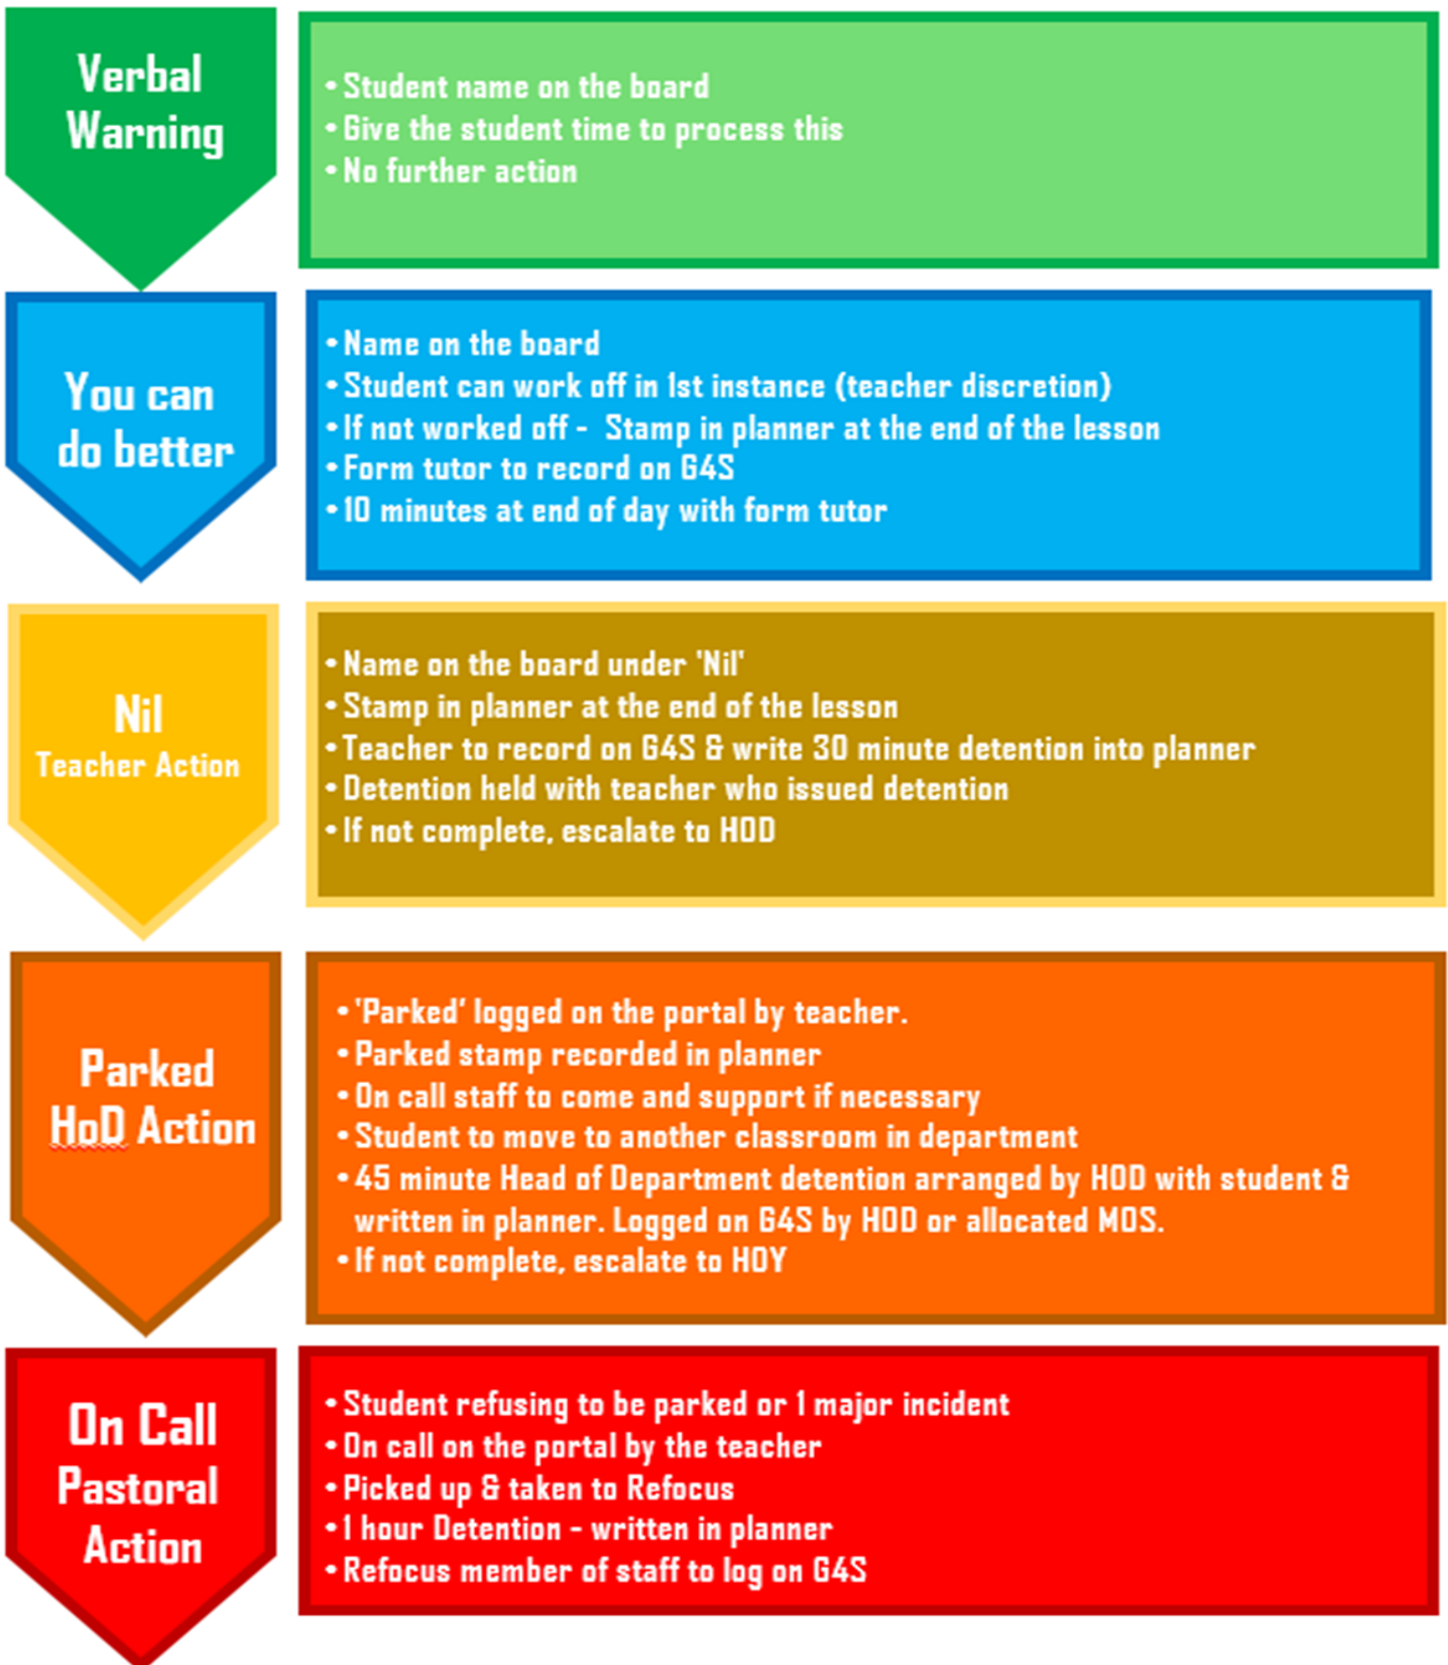 Verbal
Warning
• Student name on the board
• Give the student time to process this
• No further action
You can
do better
• Name on the board
• Student can work off in 1st instance (teacher discretion)
• If not worked off - Stamp in planner at the end of the lesson
• Form tutor to record on G4S
• 10 minutes at end of day with form tutor
Nil
Teacher Action
• Name on the board under 'Nil'
• Stamp in planner at the end of the lesson
• Teacher to record on G4S & write 30 minute detention into planner
• Detention held with teacher who issued detention
• If not complete, escalate to HOD
Parked
HoD Action
• 'Parked’ logged on the portal by teacher.
• Parked stamp recorded in planner
• On call staff to come and support if necessary
• Student to move to another classroom in department
• 45 minute Head of Department detention arranged by HOD with student &
written in planner. Logged on G4S by HOD or allocated MOS.
• If not complete, escalate to HOY
On Call
Pastoral
Action
• Student refusing to be parked or 1 major incident
• On call on the portal by the teacher
• Picked up & taken to Refocus
• 1 hour Detention - written in planner
• Refocus member of staff to log on G4S